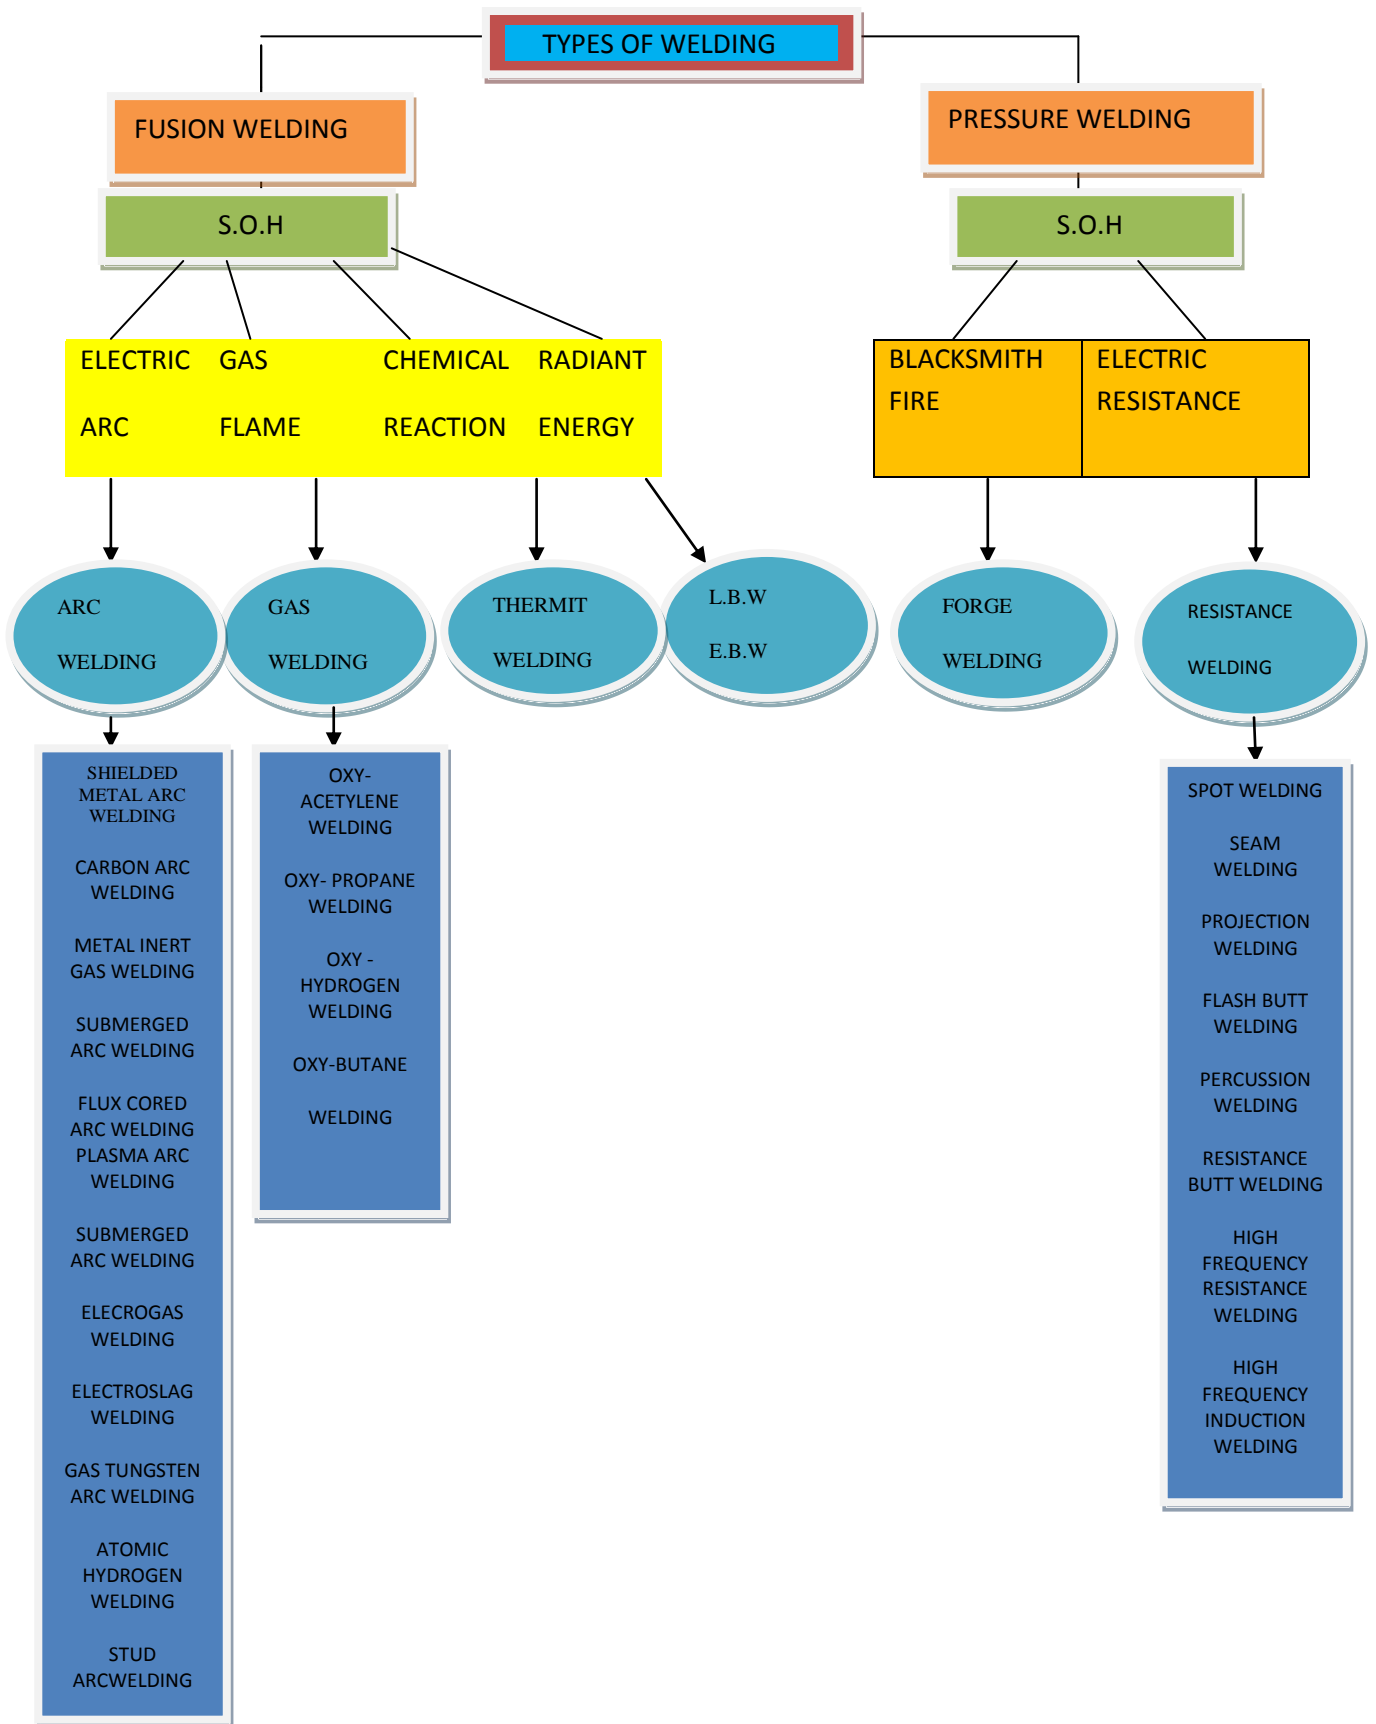 TYPES OF WELDING
FUSION WELDING
PRESSURE WELDING
S.O.H
S.O.H
ELECTRIC
ARC
GAS
FLAME
CHEMICAL
REACTION
RADIANT
ENERGY
BLACKSMITH
FIRE
ELECTRIC
RESISTANCE
ARC
WELDING
GAS
WELDING
THERMIT
WELDING
L.B.W
E.B.W
FORGE
WELDING
RESISTANCE
WELDING
SHIELDED
METAL ARC
WELDING
CARBON ARC
WELDING
METAL INERT
GAS WELDING
SUBMERGED
ARC WELDING
FLUX CORED
ARC WELDING
PLASMA ARC
WELDING
SUBMERGED
ARC WELDING
ELECROGAS
WELDING
ELECTROSLAG
WELDING
GAS TUNGSTEN
ARC WELDING
ATOMIC
HYDROGEN
WELDING
STUD
ARCWELDING
OXY-
ACETYLENE
WELDING
OXY- PROPANE
WELDING
OXY -
HYDROGEN
WELDING
OXY-BUTANE
WELDING
SPOT WELDING
SEAM
WELDING
PROJECTION
WELDING
FLASH BUTT
WELDING
PERCUSSION
WELDING
RESISTANCE
BUTT WELDING
HIGH
FREQUENCY
RESISTANCE
WELDING
HIGH
FREQUENCY
INDUCTION
WELDING